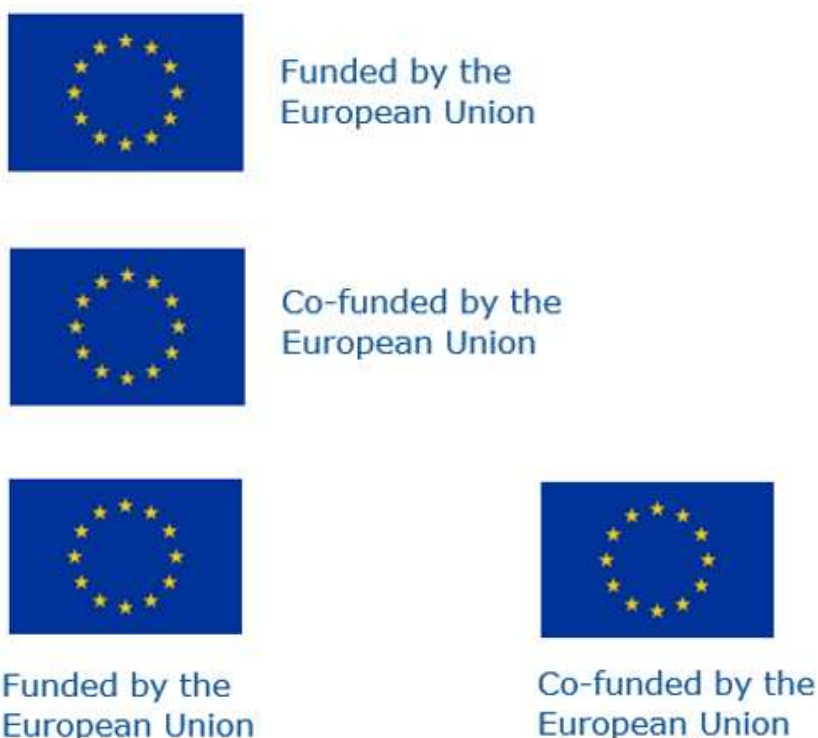 Funded by the
European Union
Co-funded by the
European Union
Funded by the
European Union
Co-funded by the
European Union